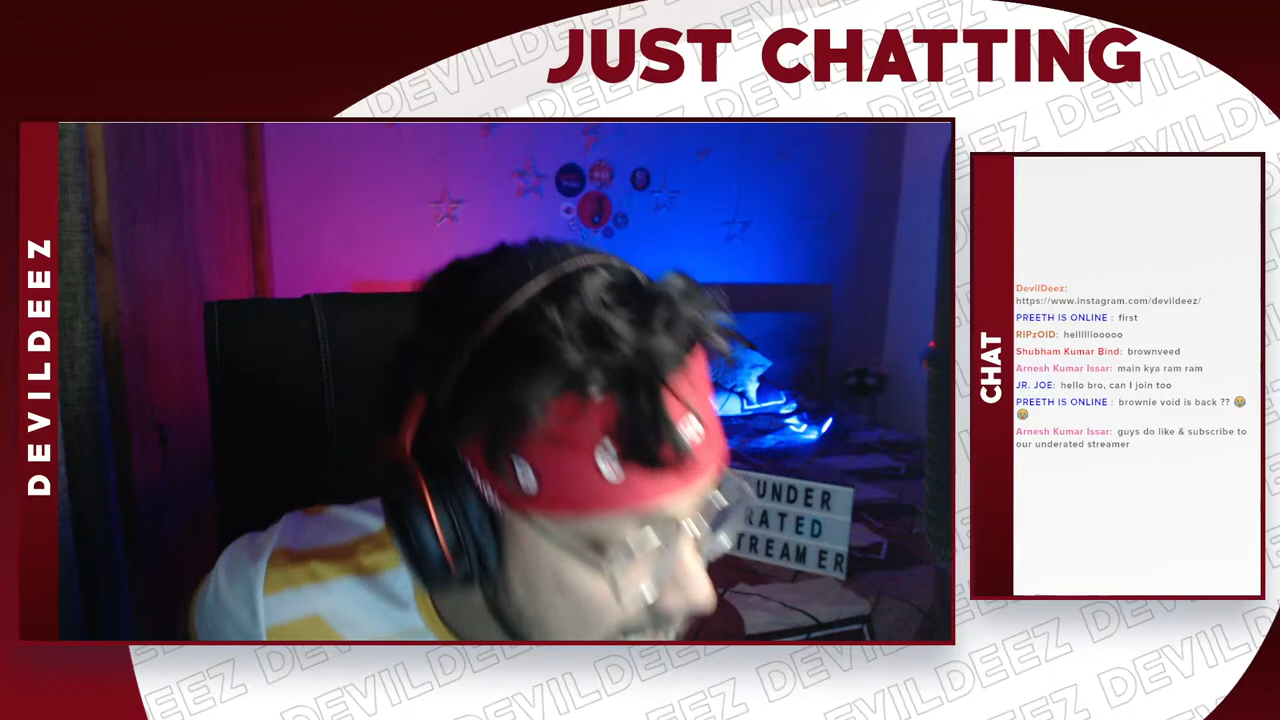 JUST CHATTING
DEVILDEEZ
UNDER
RATED
STREAMER
CHAT
DevilDeez:
https://www.instagram.com/devildeez/
PREETH IS ONLINE : first
RIPzOID: hellllllooooo
Shubham Kumar Bind: brownveed
Arnesh Kumar Issar: main kya ram ram
JR. JOE: hello bro, can I join too
PREETH IS ONLINE : brownie void is back ?? 😂
😂
Arnesh Kumar Issar: guys do like & subscribe to
our underated streamer